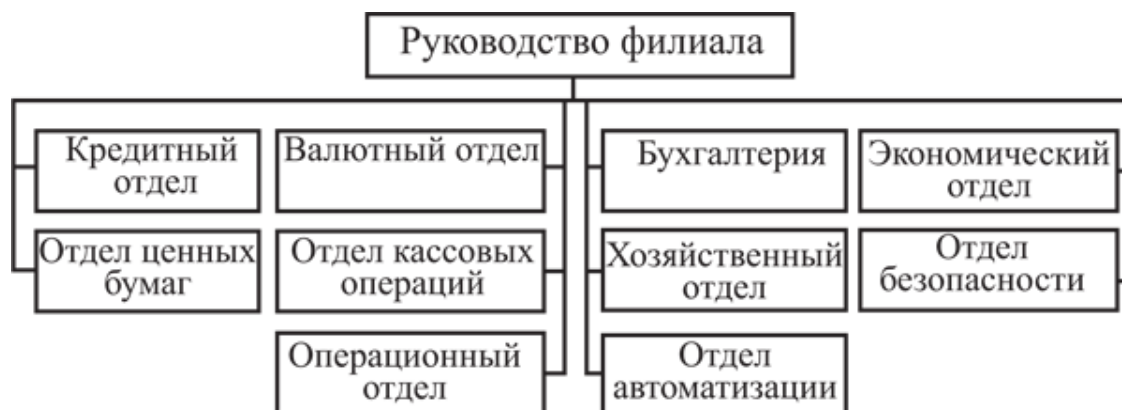 Руководство филиала
Кредитный
отдел
Валютный отдел
Бухгалтерия
Экономический
отдел
Отдел ценных
бумаг
Отдел кассовых
операций
Хозяйственный
отдел
Отдел
безопасности
Операционный
отдел
Отдел
автоматизации